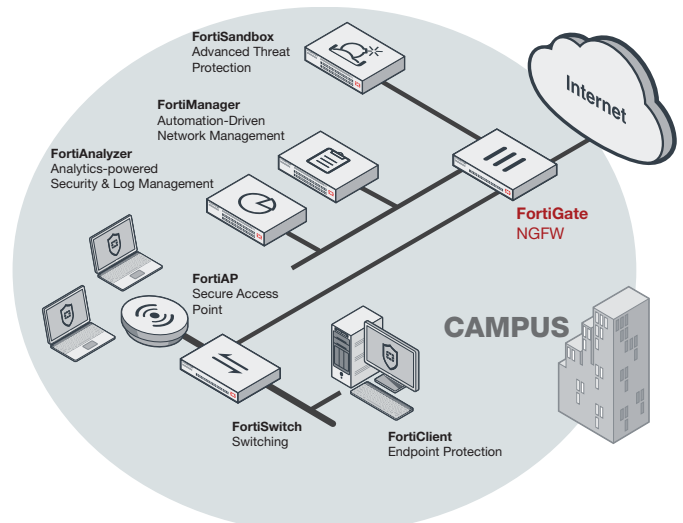 FortiSandbox
Advanced Threat
Protection
FortiManager
Automation-Driven
Network Management
FortiAnalyzer
Analytics-powered
Security & Log Management
Internet
FortiGate
NGFW
FortiAP
Secure Access
Point
CAMPUS
FortiSwitch
Switching
FortiClient
Endpoint Protection